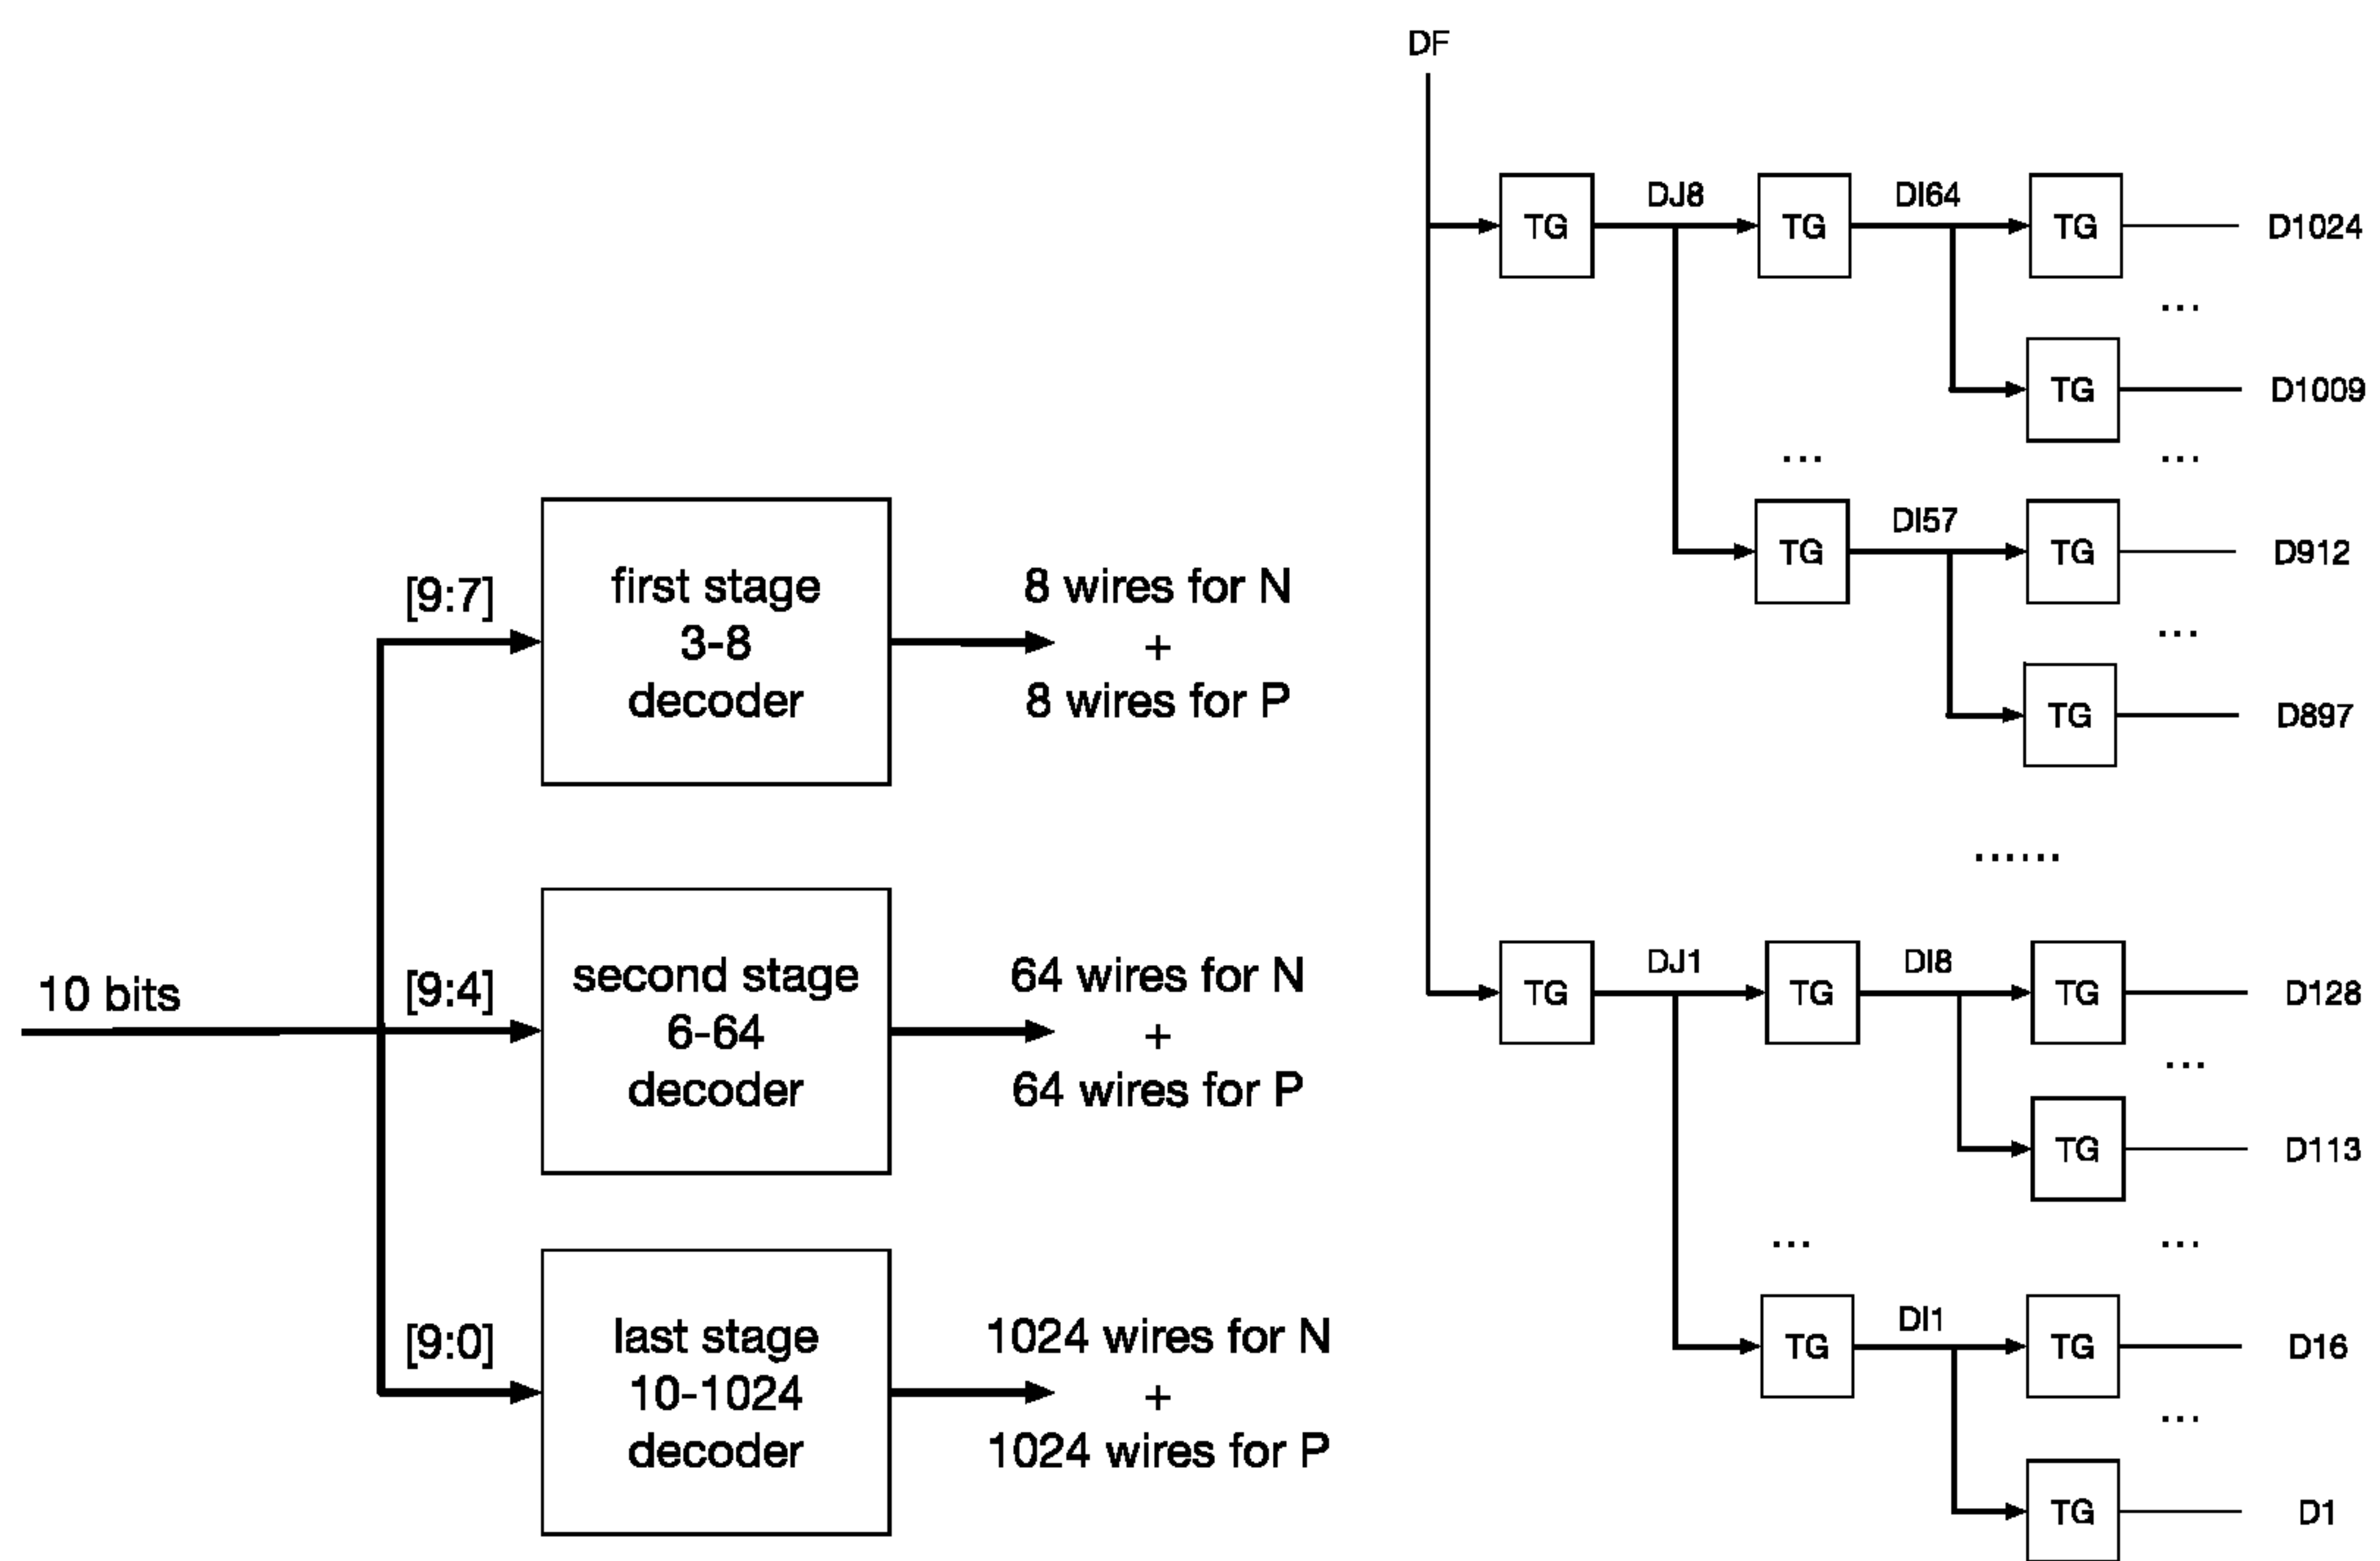 10 bits
[9:7]
first stage
3-8
decoder
8 wires for N
+
8 wires for P
[9:4]
second stage
6-64
decoder
64 wires for N
+
64 wires for P
[9:0]
last stage
10-1024
decoder
1024 wires for N
+
1024 wires for P
DF
TG
DJ8
TG
DI64
TG
D1024
...
TG
D1009
...
...
TG
DI57
TG
D912
...
TG
D897
......
TG
DJ1
TG
DI8
TG
D128
...
TG
D113
...
...
TG
DI1
TG
D16
...
TG
D1